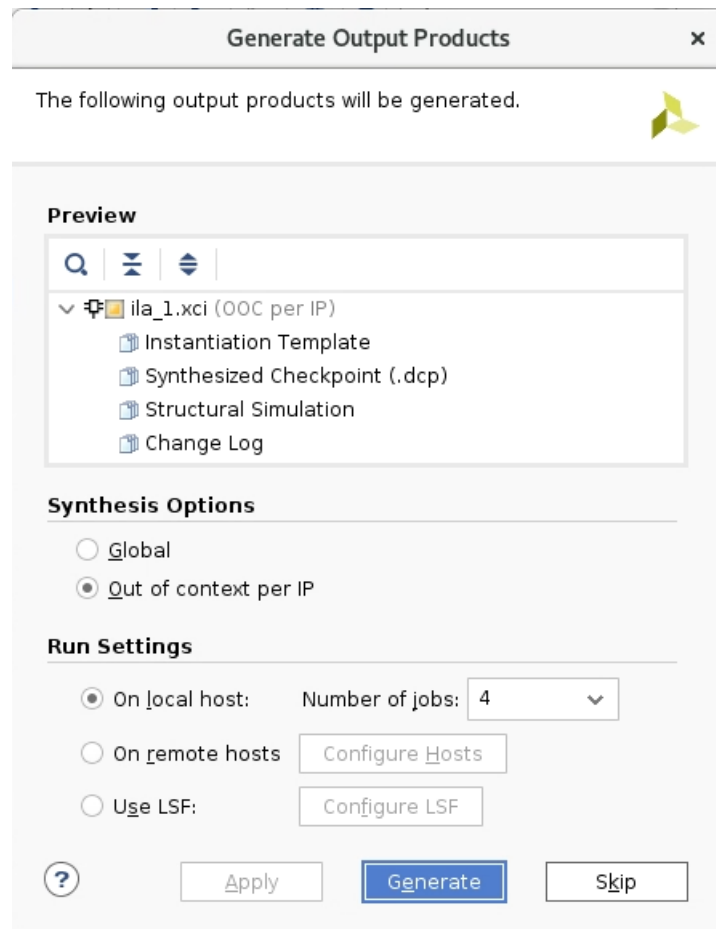 Generate Output Products ×
The following output products will be generated.
Preview
ila_1.xci (OOC per IP)
Instantiation Template
Synthesized Checkpoint (.dcp)
Structural Simulation
Change Log
Synthesis Options
Global
Out of context per IP
Run Settings
On local host: Number of jobs: 4
On remote hosts Configure Hosts
Use LSF: Configure LSF
? Apply Generate Skip